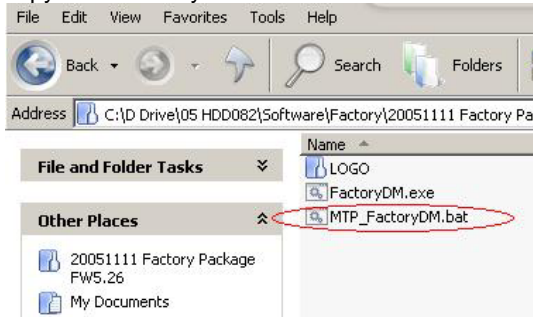 File Edit View Favorites Tools Help
Back Search Folders
Address C:\D Drive\05 HDD082\Software\Factory\20051111 Factory Pa
Name
File and Folder Tasks
LOGO
FactoryDM.exe
Other Places
MTP_FactoryDM.bat
20051111 Factory Package
FW5.26
My Documents